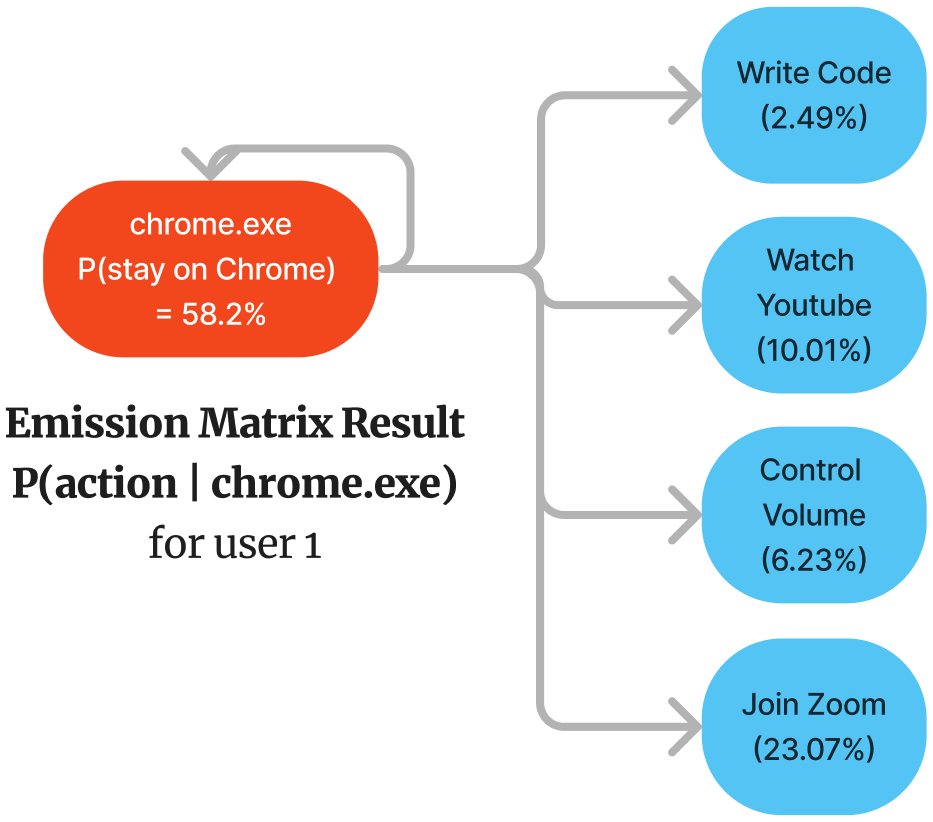 chrome.exe
P(stay on Chrome)
= 58.2%
Emission Matrix Result
P(action | chrome.exe)
for user 1
Write Code
(2.49%)
Watch
Youtube
(10.01%)
Control
Volume
(6.23%)
Join Zoom
(23.07%)